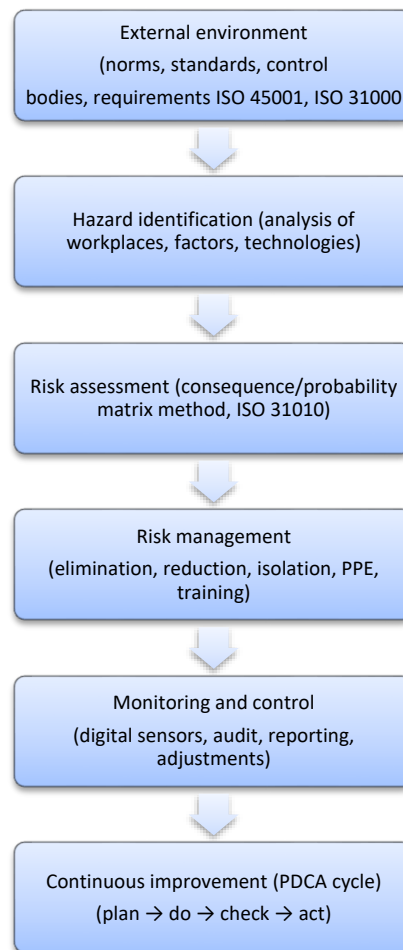 External environment
(norms, standards, control
bodies, requirements ISO 45001, ISO 31000
Hazard identification (analysis of
workplaces, factors, technologies)
Risk assessment (consequence/probability
matrix method, ISO 31010)
Risk management
(elimination, reduction, isolation, PPE,
training)
Monitoring and control
(digital sensors, audit, reporting,
adjustments)
Continuous improvement (PDCA cycle)
(plan → do → check → act)